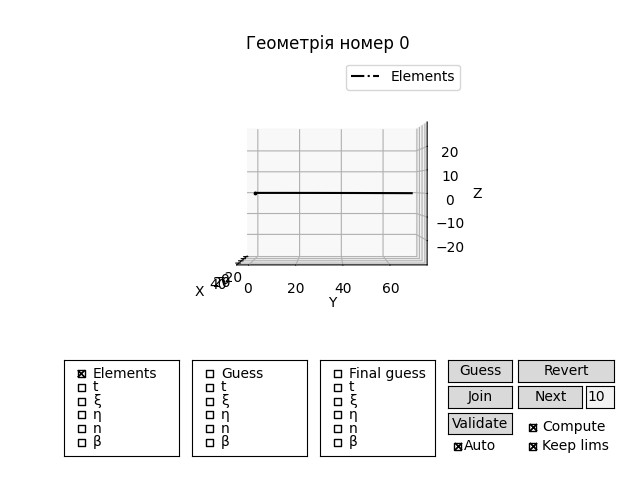 Геометрія номер 0
Elements
20
10
0
−10
−20
Z
0 20 40 60
Y
X
40
−20
Elements
t
ξ
η
n
β
Guess
t
ξ
η
n
β
Final guess
t
ξ
η
n
β
Guess Revert
Join Next 10
Validate
Compute
Auto
Keep lims